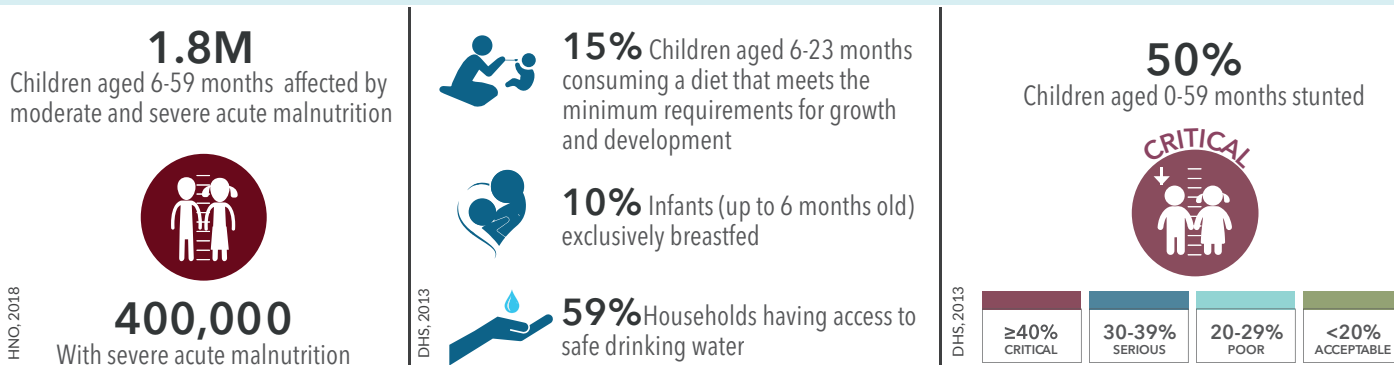 1.8M
Children aged 6-59 months affected by
moderate and severe acute malnutrition
400,000
With severe acute malnutrition
HNO, 2018
15% Children aged 6-23 months
consuming a diet that meets the
minimum requirements for growth
and development
10% Infants (up to 6 months old)
exclusively breastfed
59% Households having access to
safe drinking water
DHS, 2013
50%
Children aged 0-59 months stunted
CRITICAL
≥40%
CRITICAL
30-39%
SERIOUS
20-29%
POOR
<20%
ACCEPTABLE
DHS, 2013